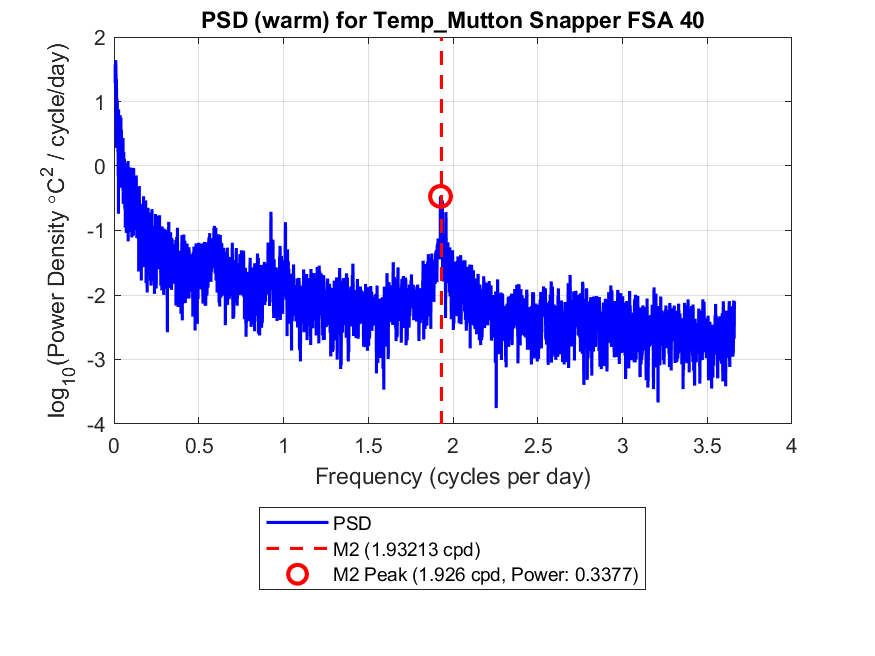 PSD (warm) for Temp_Mutton Snapper FSA 40
2
1
0
-1
-2
-3
-4
log10(Power Density °C2 / cycle/day)
0 0.5 1 1.5 2 2.5 3 3.5 4
Frequency (cycles per day)
PSD
M2 (1.93213 cpd)
M2 Peak (1.926 cpd, Power: 0.3377)